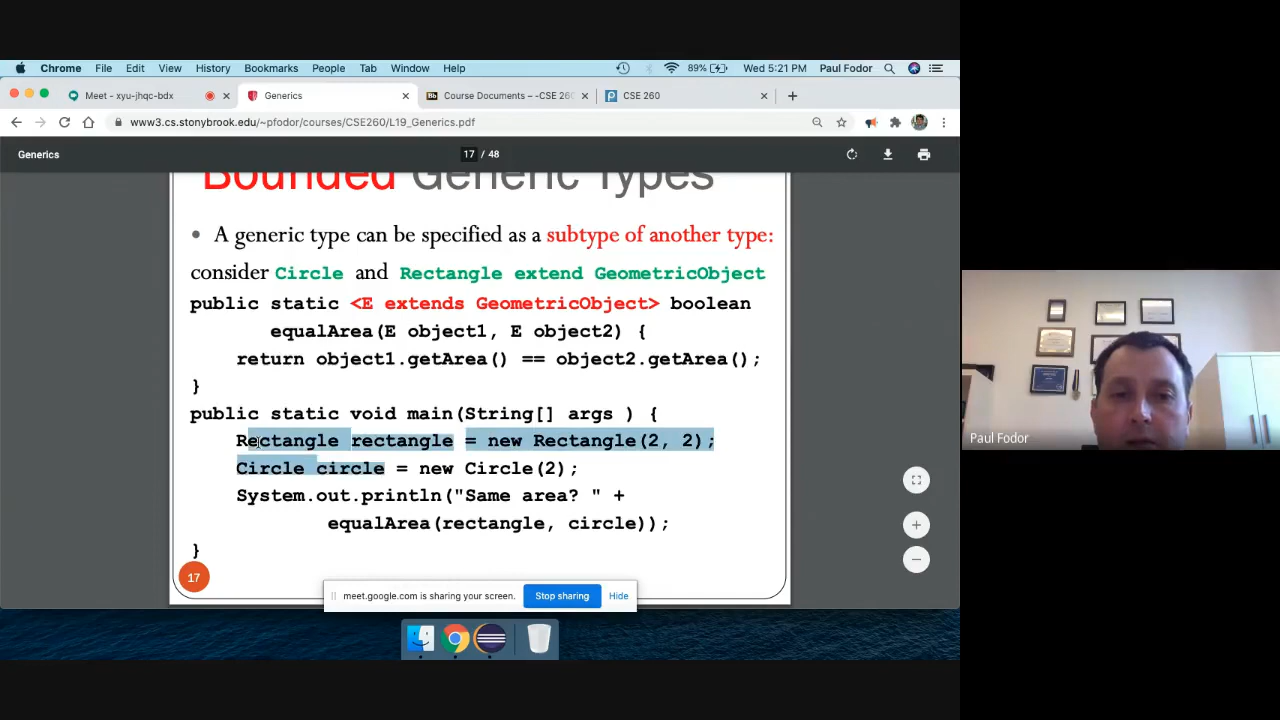 Chrome File Edit View History Bookmarks People Tab Window Help 89% Wed 5:21 PM Paul Fodor
Meet - xyu-jhqc-bdx Generics Bb Course Documents – -CSE 26 CSE 260
www3.cs.stonybrook.edu/~pfodor/courses/CSE260/L19_Generics.pdf
Generics 17 / 48
Bounded Generic Types
• A generic type can be specified as a subtype of another type:
consider Circle and Rectangle extend GeometricObject
public static <E extends GeometricObject> boolean
equalArea(E object1, E object2) {
return object1.getArea() == object2.getArea();
}
public static void main(String[] args ) {
Rectangle rectangle = new Rectangle(2, 2);
Circle circle = new Circle(2);
System.out.println("Same area? " +
equalArea(rectangle, circle));
}
17
meet.google.com is sharing your screen. Stop sharing Hide
Paul Fodor